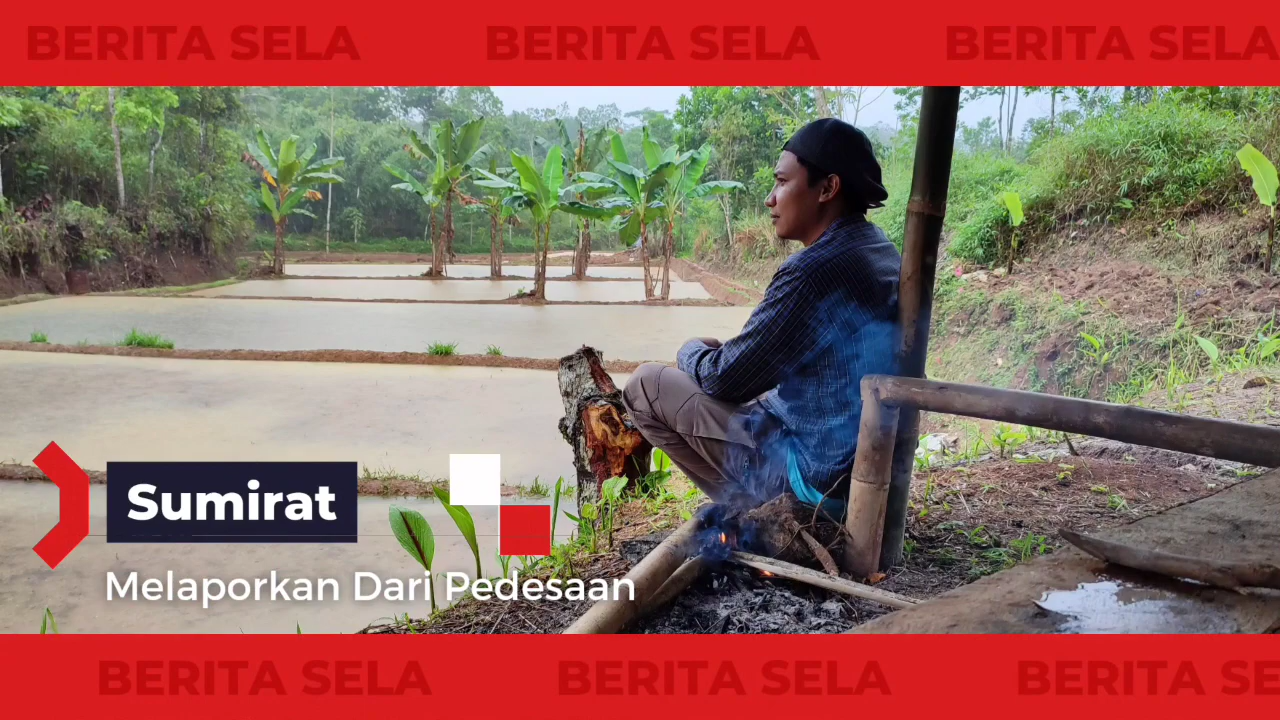 BERITA SELA BERITA SELA BERITA SELA
Sumirat
Melaporkan Dari Pedesaan
BERITA SELA BERITA SELA BERITA SE